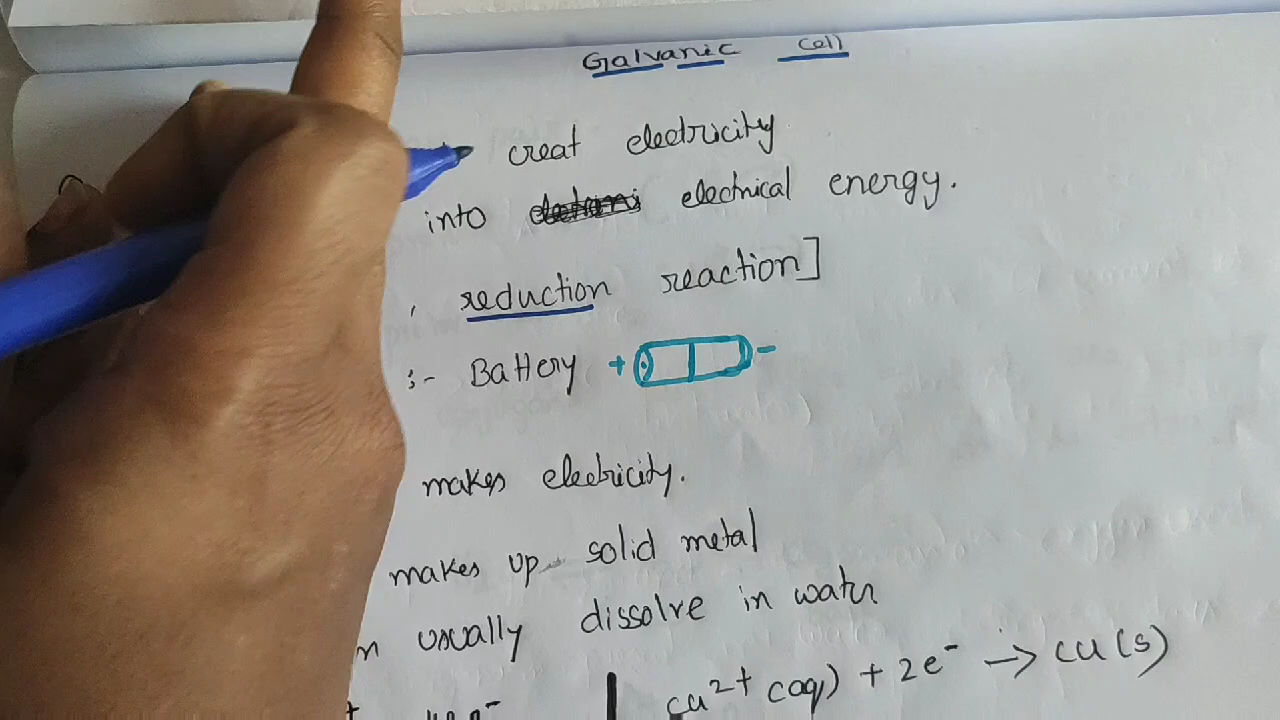 Galvanic cell
creat electricity
into electrical energy.
, reduction reaction]
:- Battery + -
makes electricity.
makes up solid metal
n usually dissolve in water
cu²⁺ (aq) + 2e⁻ → cu(s)